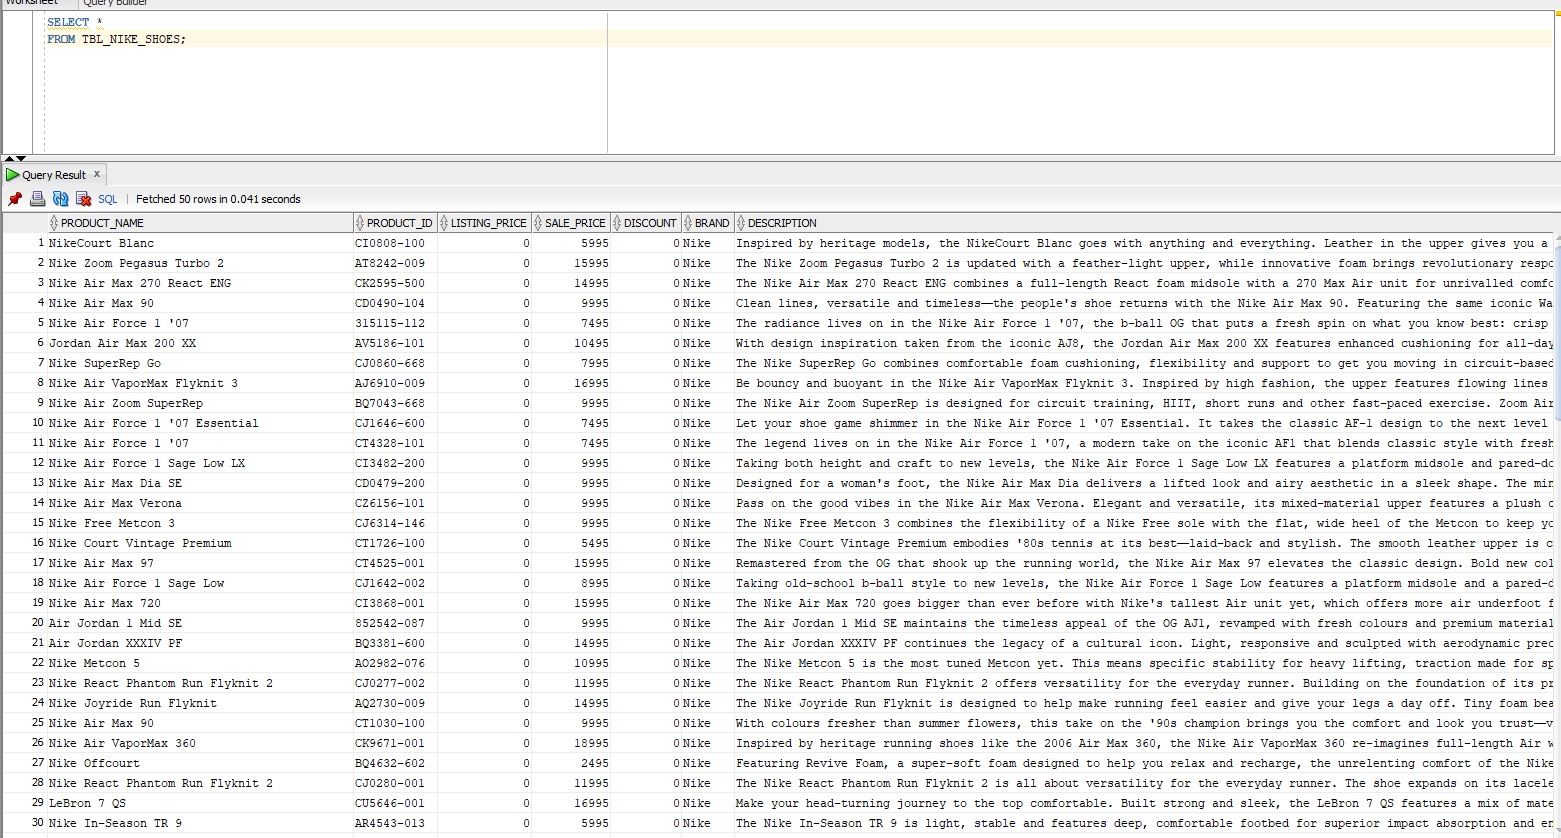 Worksheet Query Builder
SELECT *
FROM TBL_NIKE_SHOES;
Query Result x
SQL | Fetched 50 rows in 0.041 seconds
PRODUCT_NAME PRODUCT_ID LISTING_PRICE SALE_PRICE DISCOUNT BRAND DESCRIPTION
1 NikeCourt Blanc CI0808-100 0 5995 0 Nike Inspired by heritage models, the NikeCourt Blanc goes with anything and everything. Leather in the upper gives you a
2 Nike Zoom Pegasus Turbo 2 AT8242-009 0 15995 0 Nike The Nike Zoom Pegasus Turbo 2 is updated with a feather-light upper, while innovative foam brings revolutionary respo
3 Nike Air Max 270 React ENG CK2595-500 0 14995 0 Nike The Nike Air Max 270 React ENG combines a full-length React foam midsole with a 270 Max Air unit for unrivalled comfo
4 Nike Air Max 90 CD0490-104 0 9995 0 Nike Clean lines, versatile and timeless—the people's shoe returns with the Nike Air Max 90. Featuring the same iconic Wa
5 Nike Air Force 1 '07 315115-112 0 7495 0 Nike The radiance lives on in the Nike Air Force 1 '07, the b-ball OG that puts a fresh spin on what you know best: crisp
6 Jordan Air Max 200 XX AV5186-101 0 10495 0 Nike With design inspiration taken from the iconic AJ8, the Jordan Air Max 200 XX features enhanced cushioning for all-day
7 Nike SuperRep Go CJ0860-668 0 7995 0 Nike The Nike SuperRep Go combines comfortable foam cushioning, flexibility and support to get you moving in circuit-based
8 Nike Air VaporMax Flyknit 3 AJ6910-009 0 16995 0 Nike Be bouncy and buoyant in the Nike Air VaporMax Flyknit 3. Inspired by high fashion, the upper features flowing lines
9 Nike Air Zoom SuperRep BQ7043-668 0 9995 0 Nike The Nike Air Zoom SuperRep is designed for circuit training, HIIT, short runs and other fast-paced exercise. Zoom Air
10 Nike Air Force 1 '07 Essential CJ1646-600 0 7495 0 Nike Let your shoe game shimmer in the Nike Air Force 1 '07 Essential. It takes the classic AF-1 design to the next level
11 Nike Air Force 1 '07 CT4328-101 0 7495 0 Nike The legend lives on in the Nike Air Force 1 '07, a modern take on the iconic AF1 that blends classic style with fresh
12 Nike Air Force 1 Sage Low LX CI3482-200 0 9995 0 Nike Taking both height and craft to new levels, the Nike Air Force 1 Sage Low LX features a platform midsole and pared-do
13 Nike Air Max Dia SE CD0479-200 0 9995 0 Nike Designed for a woman's foot, the Nike Air Max Dia delivers a lifted look and airy aesthetic in a sleek shape. The min
14 Nike Air Max Verona CZ6156-101 0 9995 0 Nike Pass on the good vibes in the Nike Air Max Verona. Elegant and versatile, its mixed-material upper features a plush c
15 Nike Free Metcon 3 CJ6314-146 0 9995 0 Nike The Nike Free Metcon 3 combines the flexibility of a Nike Free sole with the flat, wide heel of the Metcon to keep yo
16 Nike Court Vintage Premium CT1726-100 0 5495 0 Nike The Nike Court Vintage Premium embodies '80s tennis at its best—laid-back and stylish. The smooth leather upper is c
17 Nike Air Max 97 CT4525-001 0 15995 0 Nike Remastered from the OG that shook up the running world, the Nike Air Max 97 elevates the classic design. Bold new col
18 Nike Air Force 1 Sage Low CJ1642-002 0 8995 0 Nike Taking old-school b-ball style to new levels, the Nike Air Force 1 Sage Low features a platform midsole and a pared-d
19 Nike Air Max 720 CI3868-001 0 15995 0 Nike The Nike Air Max 720 goes bigger than ever before with Nike's tallest Air unit yet, which offers more air underfoot f
20 Air Jordan 1 Mid SE 852542-087 0 9995 0 Nike The Air Jordan 1 Mid SE maintains the timeless appeal of the OG AJ1, revamped with fresh colours and premium material
21 Air Jordan XXXIV PF BQ3381-600 0 14995 0 Nike The Air Jordan XXXIV PF continues the legacy of a cultural icon. Light, responsive and sculpted with aerodynamic prec
22 Nike Metcon 5 AO2982-076 0 10995 0 Nike The Nike Metcon 5 is the most tuned Metcon yet. This means specific stability for heavy lifting, traction made for sp
23 Nike React Phantom Run Flyknit 2 CJ0277-002 0 11995 0 Nike The Nike React Phantom Run Flyknit 2 offers versatility for the everyday runner. Building on the foundation of its pr
24 Nike Joyride Run Flyknit AQ2730-009 0 14995 0 Nike The Nike Joyride Run Flyknit is designed to help make running feel easier and give your legs a day off. Tiny foam bea
25 Nike Air Max 90 CT1030-100 0 9995 0 Nike With colours fresher than summer flowers, this take on the '90s champion brings you the comfort and look you trust—v
26 Nike Air VaporMax 360 CK9671-001 0 18995 0 Nike Inspired by heritage running shoes like the 2006 Air Max 360, the Nike Air VaporMax 360 re-imagines full-length Air w
27 Nike Offcourt BQ4632-602 0 2495 0 Nike Featuring Revive Foam, a super-soft foam designed to help you relax and recharge, the unrelenting comfort of the Nike
28 Nike React Phantom Run Flyknit 2 CJ0280-001 0 11995 0 Nike The Nike React Phantom Run Flyknit 2 is all about versatility for the everyday runner. The shoe expands on its lacele
29 LeBron 7 QS CU5646-001 0 16995 0 Nike Make your head-turning journey to the top comfortable. Built strong and sleek, the LeBron 7 QS features a mix of mate
30 Nike In-Season TR 9 AR4543-013 0 5995 0 Nike The Nike In-Season TR 9 is light, stable and features deep, comfortable footbed for superior impact absorption and en